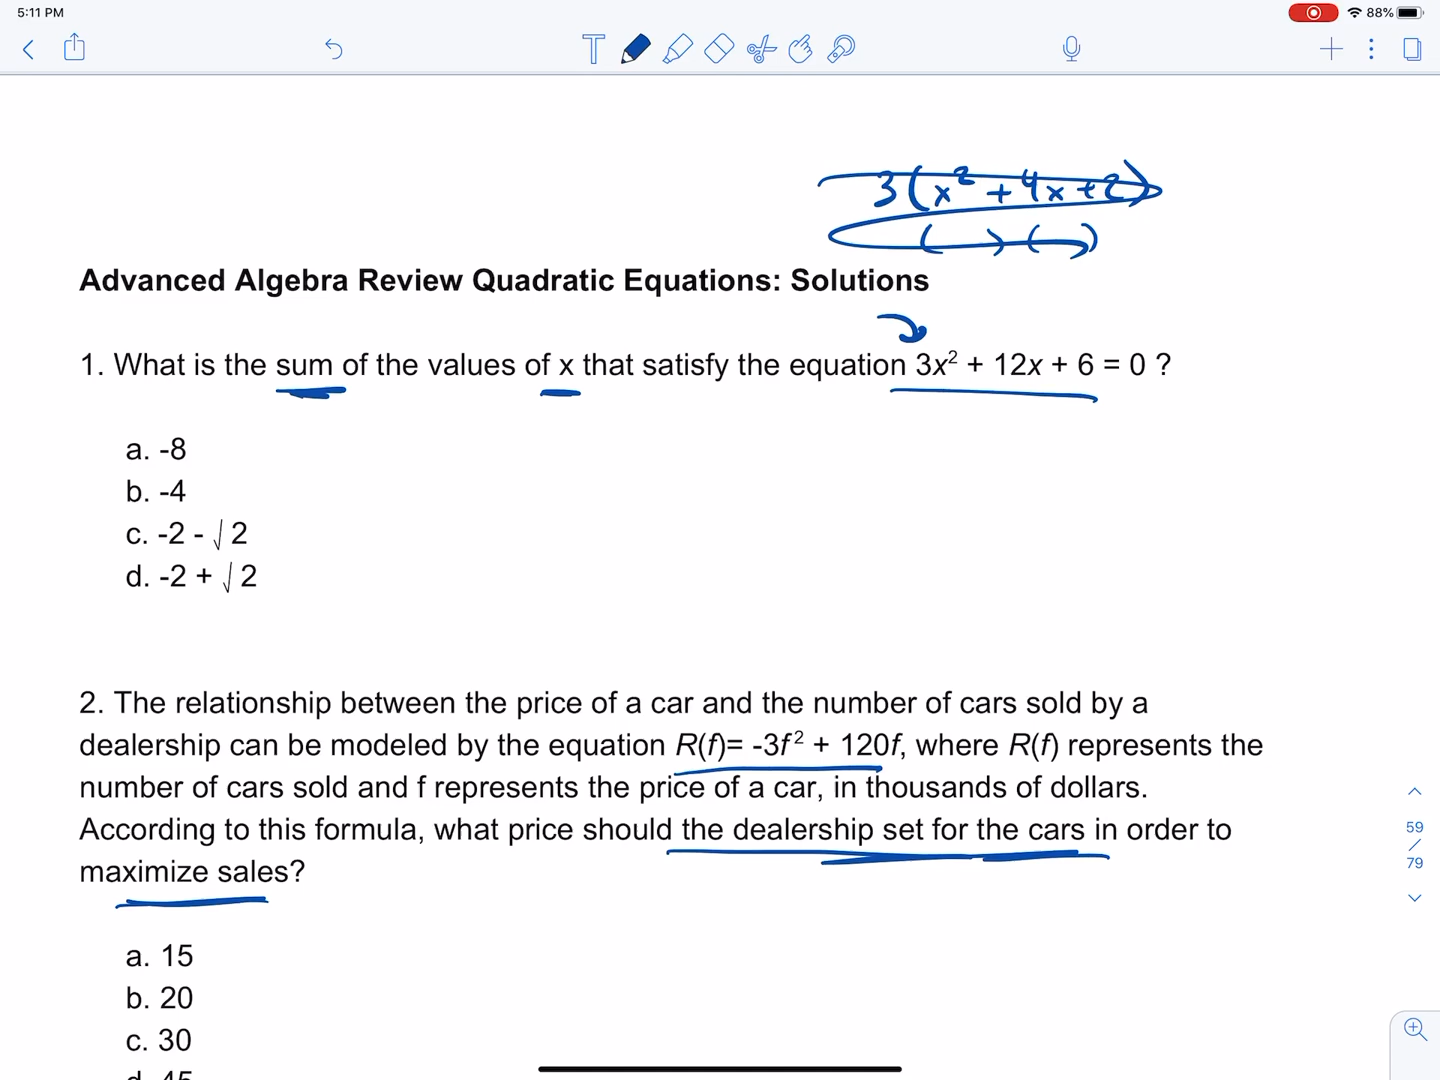 5:11 PM
88%
T
3(x² + 4x + 2)
( ) ( )
Advanced Algebra Review Quadratic Equations: Solutions
1. What is the sum of the values of x that satisfy the equation 3x² + 12x + 6 = 0 ?
a. -8
b. -4
c. -2 - √2
d. -2 + √2
2. The relationship between the price of a car and the number of cars sold by a
dealership can be modeled by the equation R(f)= -3f² + 120f, where R(f) represents the
number of cars sold and f represents the price of a car, in thousands of dollars.
According to this formula, what price should the dealership set for the cars in order to
maximize sales?
59
/
79
a. 15
b. 20
c. 30
d. 45